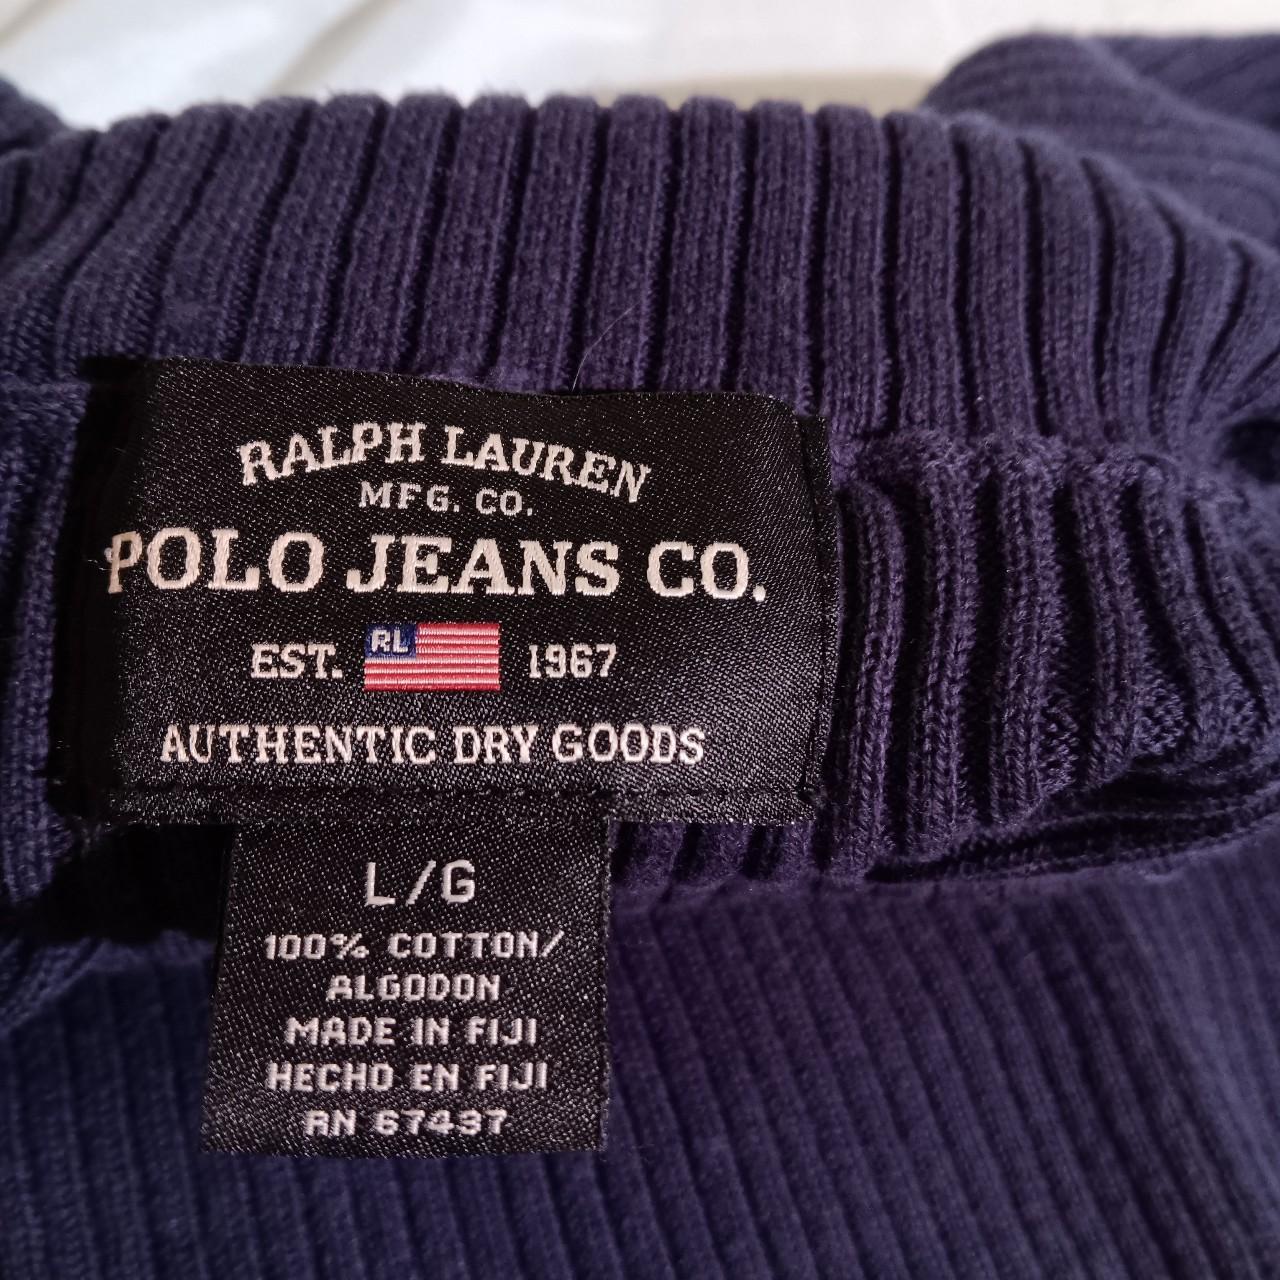 RALPH LAUREN
MFG. CO.
POLO JEANS CO.
EST. RL 1967
AUTHENTIC DRY GOODS
L/G
100% COTTON/
ALGODON
MADE IN FIJI
HECHO EN FIJI
RN 67437